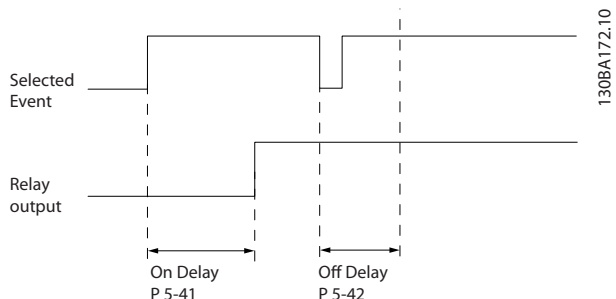 130BA172.10
Selected
Event
Relay
output
On Delay
P 5-41
Off Delay
P 5-42